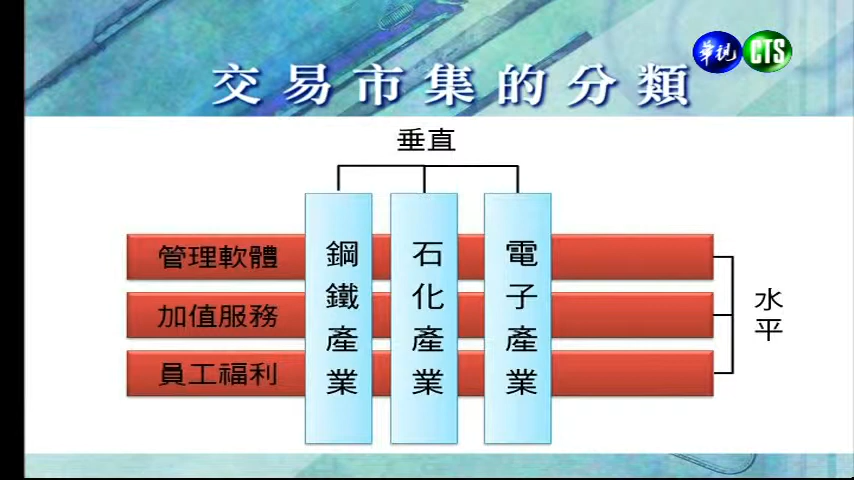 華視 CTS
交易市集的分類
垂直
鋼鐵產業
石化產業
電子產業
管理軟體
加值服務
員工福利
水平